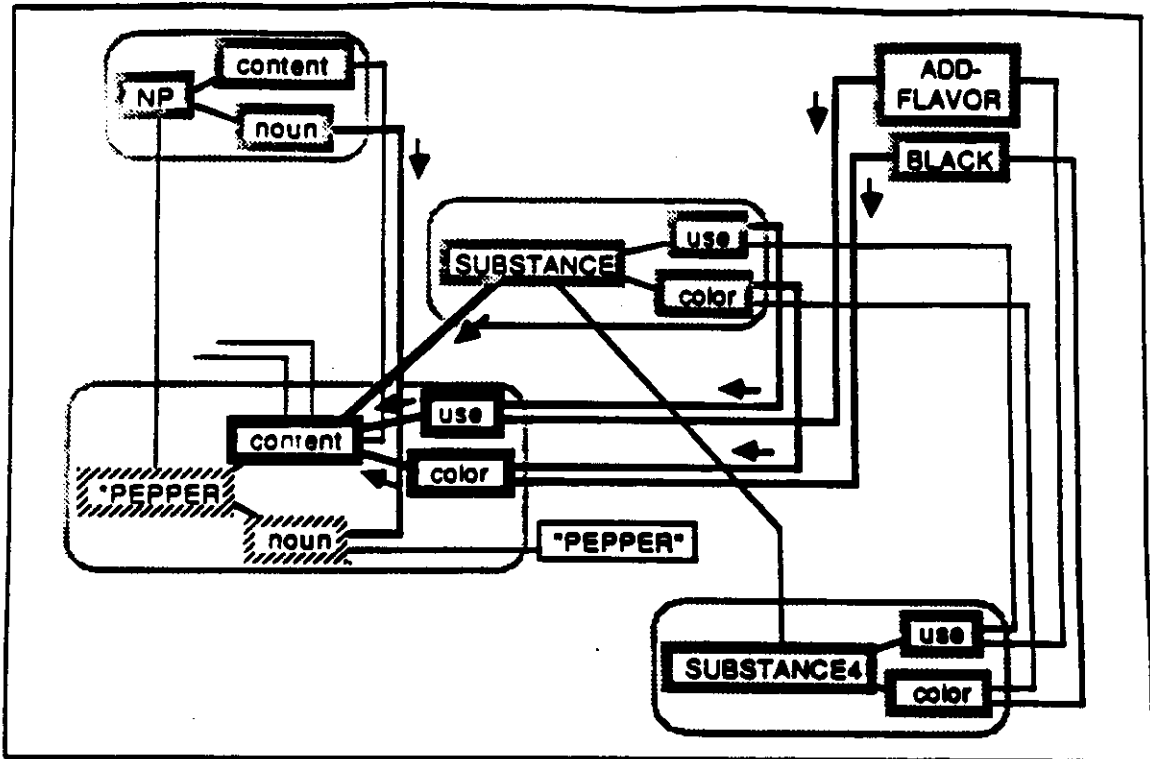 content
NP
noun
ADD-
FLAVOR
BLACK
use
SUBSTANCE
color
use
content
color
*PEPPER
noun
"PEPPER"
use
SUBSTANCE4
color